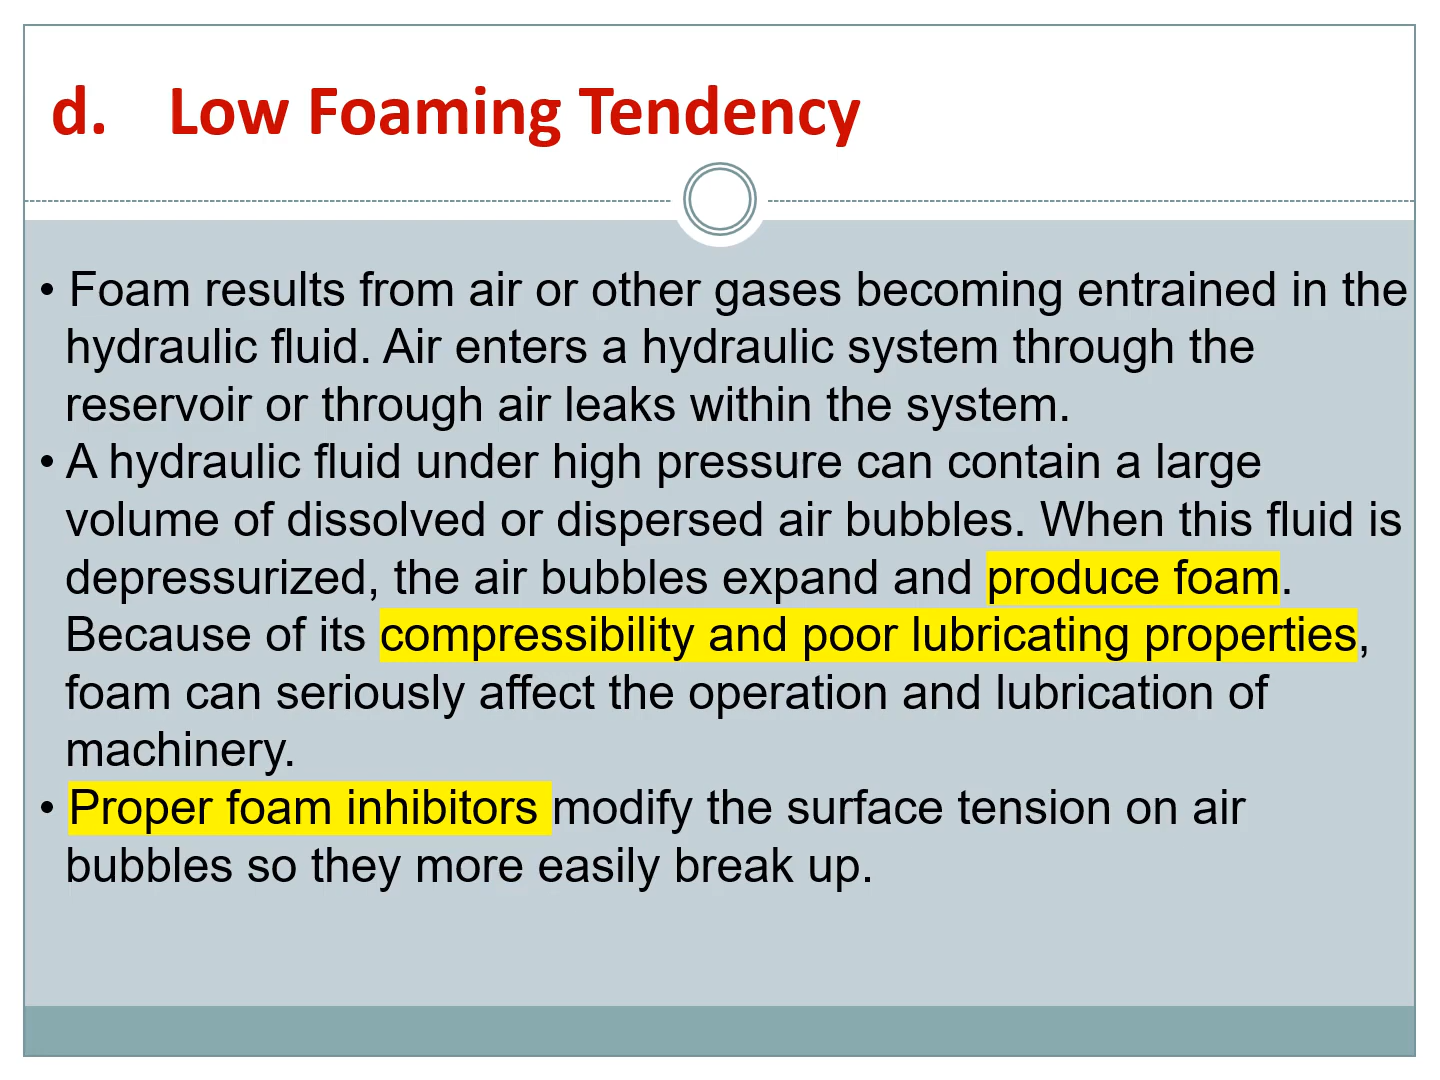 d. Low Foaming Tendency
• Foam results from air or other gases becoming entrained in the
hydraulic fluid. Air enters a hydraulic system through the
reservoir or through air leaks within the system.
• A hydraulic fluid under high pressure can contain a large
volume of dissolved or dispersed air bubbles. When this fluid is
depressurized, the air bubbles expand and produce foam.
Because of its compressibility and poor lubricating properties,
foam can seriously affect the operation and lubrication of
machinery.
• Proper foam inhibitors modify the surface tension on air
bubbles so they more easily break up.